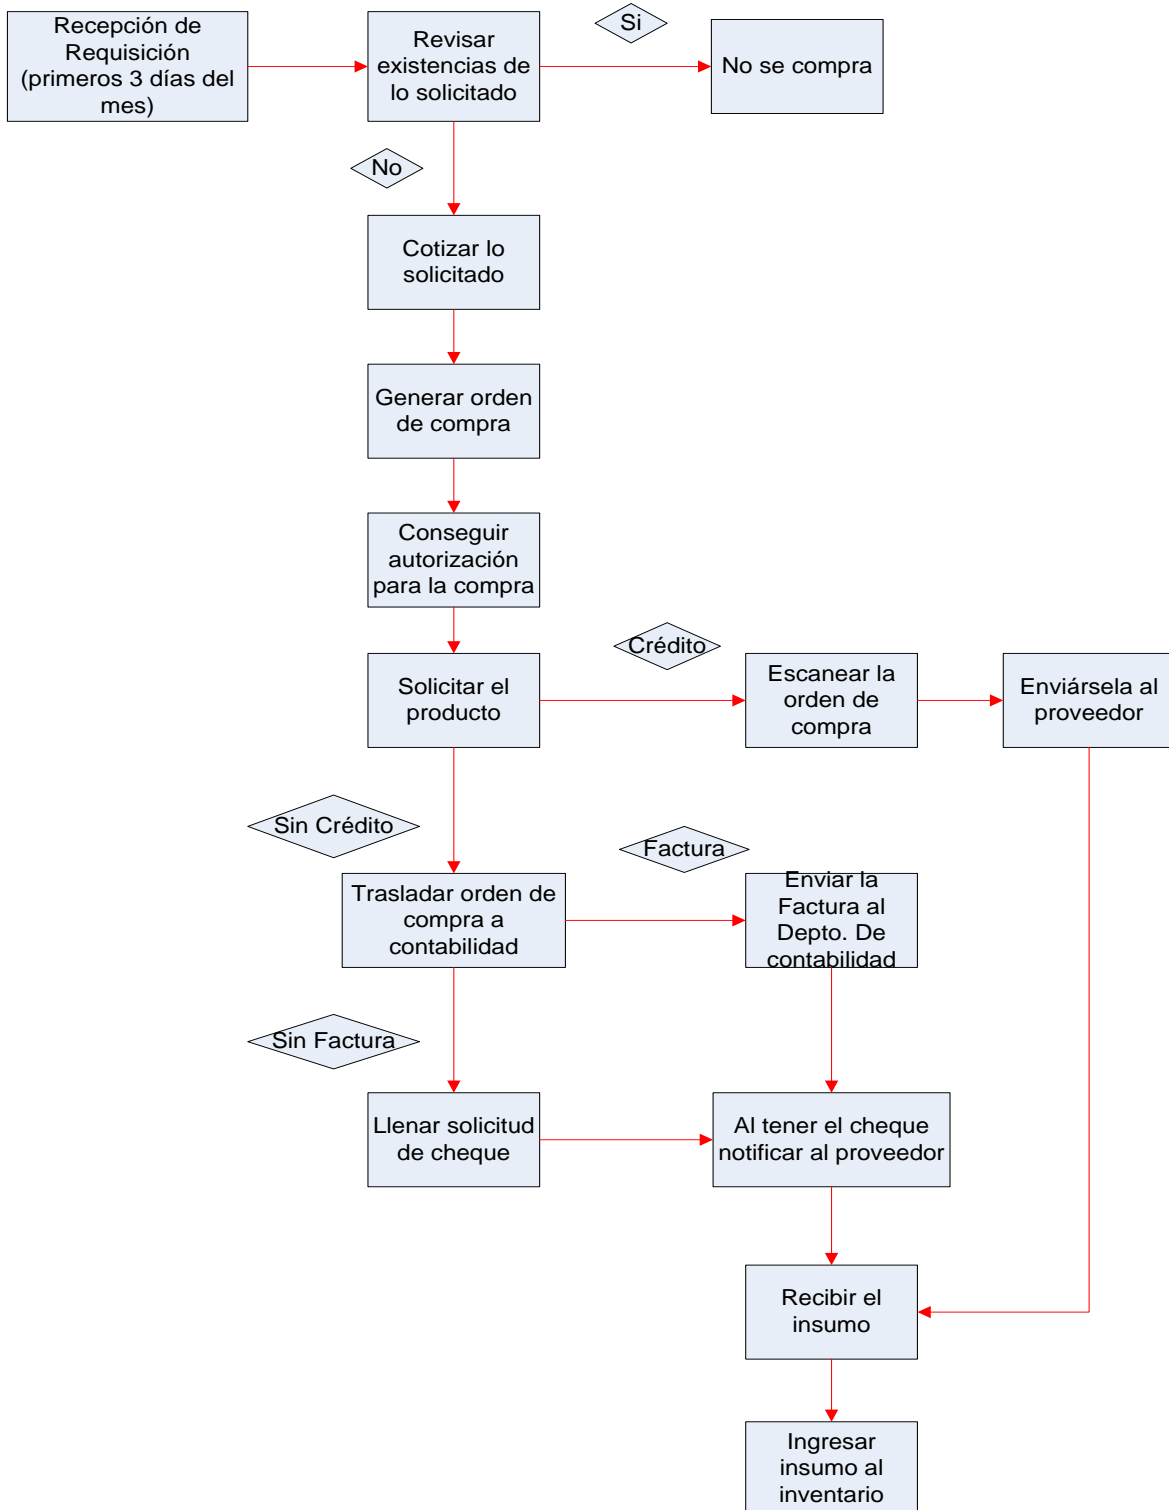 Recepción de
Requisición
(primeros 3 días del
mes)
Revisar
existencias de
lo solicitado
Si
No se compra
No
Cotizar lo
solicitado
Generar orden
de compra
Conseguir
autorización
para la compra
Solicitar el
producto
Crédito
Escanear la
orden de
compra
Enviársela al
proveedor
Sin Crédito
Trasladar orden de
compra a
contabilidad
Factura
Enviar la
Factura al
Depto. De
contabilidad
Sin Factura
Llenar solicitud
de cheque
Al tener el cheque
notificar al proveedor
Recibir el
insumo
Ingresar
insumo al
inventario